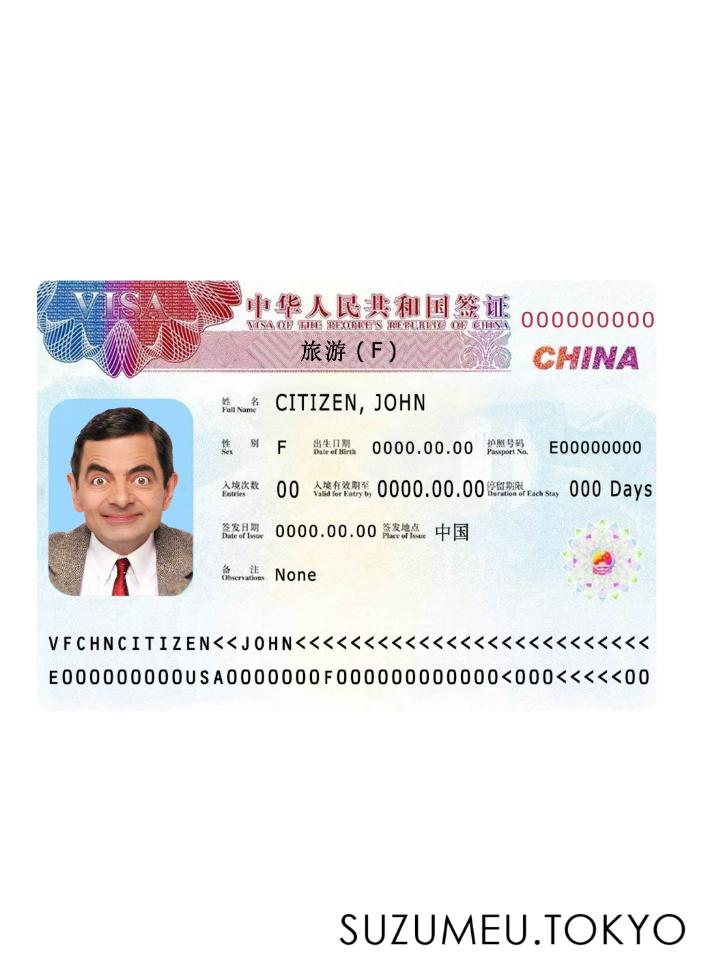 VISA
中华人民共和国签证
VISA OF THE PEOPLE'S REPUBLIC OF CHINA
000000000
旅游 ( F )
CHINA
姓 名
Full Name
CITIZEN, JOHN
性 别
Sex
F
出生日期
Date of Birth
0000.00.00
护照号码
Passport No.
E00000000
入境次数
Entries
00
入境有效期至
Valid for Entry by
0000.00.00
停留期限
Duration of Each Stay
000 Days
签发日期
Date of Issue
0000.00.00
签发地点
Place of Issue
中国
备 注
Observations
None
VFCHNCITIZEN<<JOHN<<<<<<<<<<<<<<<<<<<<<<<<<<
E000000000USA0000000F000000000000<000<<<<<00
SUZUMEU.TOKYO